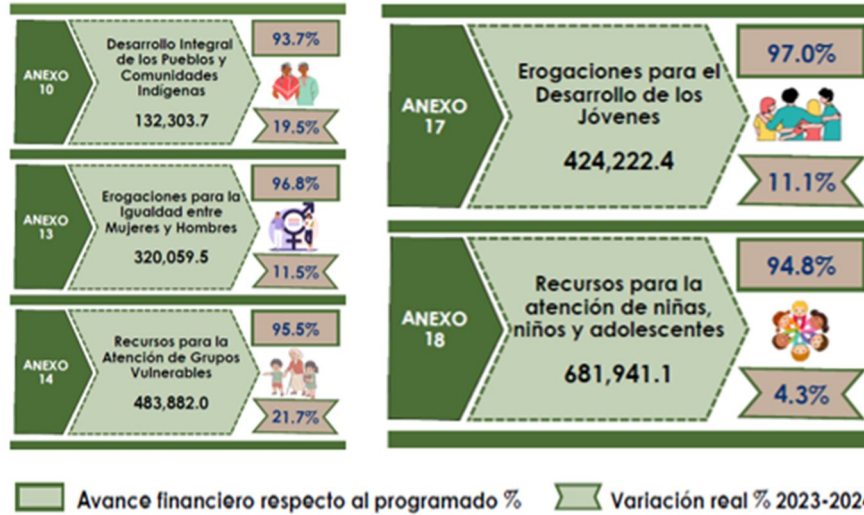 ANEXO
10
Desarrollo Integral
de los Pueblos y
Comunidades
Indígenas
132,303.7
93.7%
19.5%
ANEXO
13
Erogaciones para la
Igualdad entre
Mujeres y Hombres
320,059.5
96.8%
11.5%
ANEXO
14
Recursos para la
Atención de Grupos
Vulnerables
483,882.0
95.5%
21.7%
ANEXO
17
Erogaciones para el
Desarrollo de los
Jóvenes
424,222.4
97.0%
11.1%
ANEXO
18
Recursos para la
atención de niñas,
niños y adolescentes
681,941.1
94.8%
4.3%
Avance financiero respecto al programado %
Variación real % 2023-202